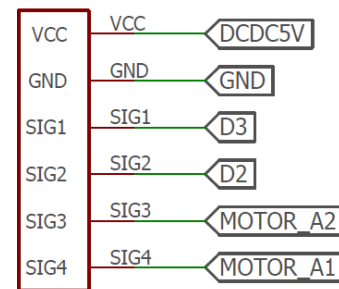 VCC VCC DCDC5V
GND GND GND
SIG1 SIG1 D3
SIG2 SIG2 D2
SIG3 SIG3 MOTOR_A2
SIG4 SIG4 MOTOR_A1